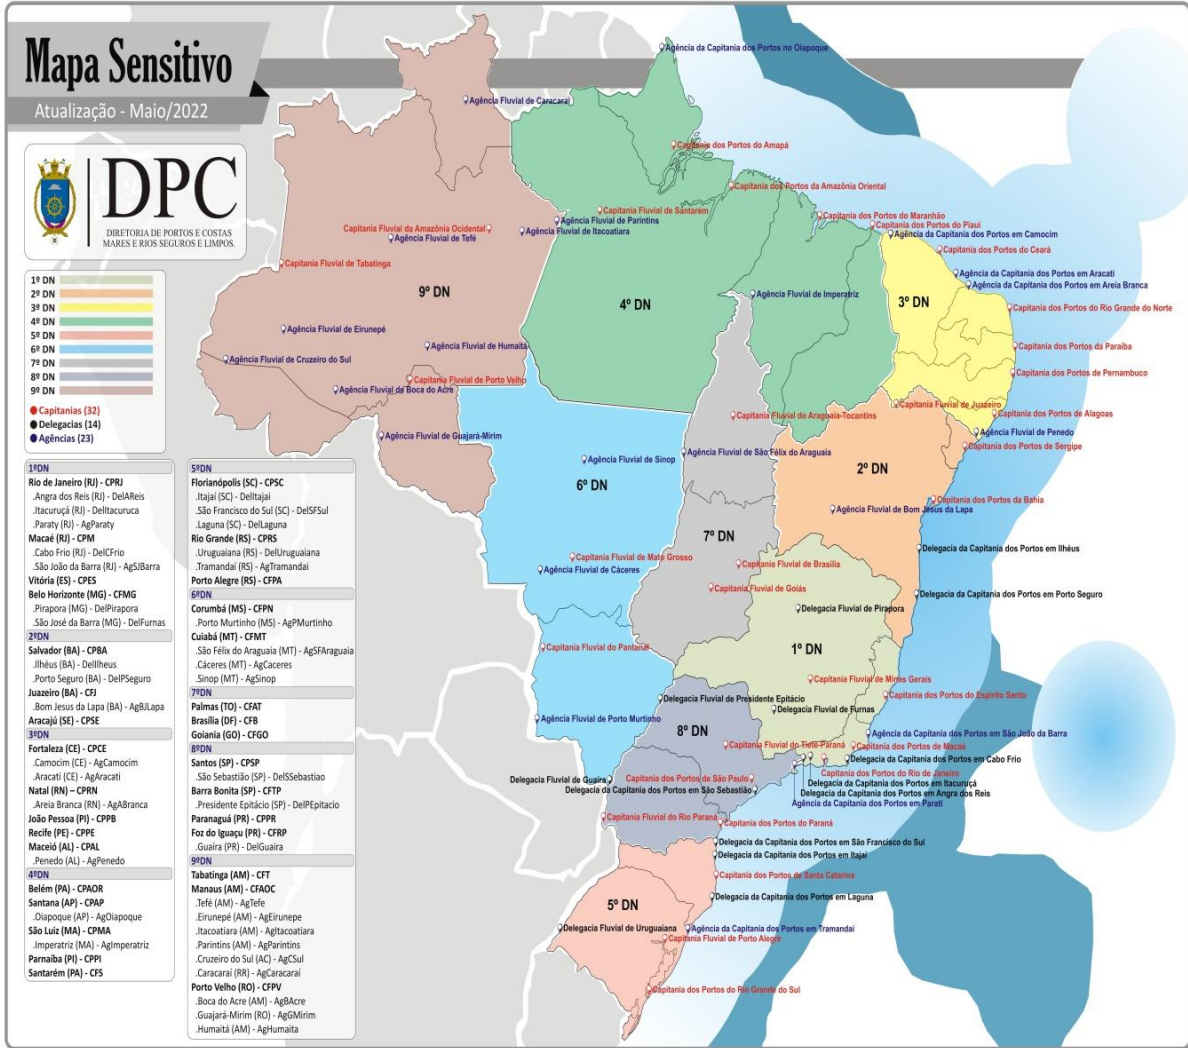 Mapa Sensitivo
Atualização - Maio/2022
DPC
DIRETORIA DE PORTOS E COSTAS
MARES E RIOS SEGUROS E LIMPOS.
1º DN
2º DN
3º DN
4º DN
5º DN
6º DN
7º DN
8º DN
9º DN
Capitanias (32)
Delegacias (14)
Agências (23)
1ºDN
Rio de Janeiro (RJ) - CPRJ
.Angra dos Reis (RJ) - DelAReis
.Itacuruçá (RJ) - DelItacuruca
.Paraty (RJ) - AgParaty
Macaé (RJ) - CPM
.Cabo Frio (RJ) - DelCFrio
.São João da Barra (RJ) - AgSJBarra
Vitória (ES) - CPES
Belo Horizonte (MG) - CFMG
.Pirapora (MG) - DelPirapora
.São José da Barra (MG) - DelFurnas
2ºDN
Salvador (BA) - CPBA
.Ilhéus (BA) - DelIlheus
.Porto Seguro (BA) - DelPSeguro
Juazeiro (BA) - CFJ
.Bom Jesus da Lapa (BA) - AgBJLapa
Aracajú (SE) - CPSE
3ºDN
Fortaleza (CE) - CPCE
.Camocim (CE) - AgCamocim
.Aracati (CE) - AgAracati
Natal (RN) - CPRN
.Areia Branca (RN) - AgABranca
João Pessoa (PI) - CPPB
Recife (PE) - CPPE
Maceió (AL) - CPAL
.Penedo (AL) - AgPenedo
4ºDN
Belém (PA) - CPAOR
Santana (AP) - CPAP
.Oiapoque (AP) - AgOiapoque
São Luiz (MA) - CPMA
.Imperatriz (MA) - AgImperatriz
Parnaíba (PI) - CPPI
Santarém (PA) - CFS
5ºDN
Florianópolis (SC) - CPSC
.Itajaí (SC) - DelItajai
.São Francisco do Sul (SC) - DelSFSul
.Laguna (SC) - DelLaguna
Rio Grande (RS) - CPRS
.Uruguaiana (RS) - DelUruguaiana
.Tramandaí (RS) - AgTramandai
Porto Alegre (RS) - CFPA
6ºDN
Corumbá (MS) - CFPN
.Porto Murtinho (MS) - AgPMurtinho
Cuiabá (MT) - CFMT
.São Félix do Araguaia (MT) - AgSFAraguaia
.Cáceres (MT) - AgCaceres
.Sinop (MT) - AgSinop
7ºDN
Palmas (TO) - CFAT
Brasília (DF) - CFB
Goiania (GO) - CFGO
8ºDN
Santos (SP) - CPSP
.São Sebastião (SP) - DelSSebastiao
Barra Bonita (SP) - CFTP
.Presidente Epitácio (SP) - DelPEpitacio
Paranaguá (PR) - CPPR
Foz do Iguaçu (PR) - CFRP
.Guaíra (PR) - DelGuaira
9ºDN
Tabatinga (AM) - CFT
Manaus (AM) - CFAOC
.Tefé (AM) - AgTefe
.Eirunepé (AM) - AgEirunepe
.Itacoatiara (AM) - AgItacoatiara
.Parintins (AM) - AgParintins
.Cruzeiro do Sul (AC) - AgCSul
.Caracaraí (RR) - AgCaracaraí
Porto Velho (RO) - CFPV
.Boca do Acre (AM) - AgBAcre
.Guajará-Mirim (RO) - AgGMirim
.Humaitá (AM) - AgHumaita
Agência da Capitania dos Portos no Oiapoque
Agência Fluvial de Caracaraí
Capitania dos Portos do Amapá
Capitania dos Portos da Amazônia Oriental
Capitania Fluvial de Santarém
Agência Fluvial de Parintins
Capitania Fluvial da Amazônia Ocidental
Agência Fluvial de Itacoatiara
Agência Fluvial de Tefé
Capitania dos Portos do Maranhão
Capitania dos Portos do Piauí
Agência da Capitania dos Portos em Camocim
Capitania dos Portos do Ceará
Capitania Fluvial de Tabatinga
Agência da Capitania dos Portos em Aracati
Agência da Capitania dos Portos em Areia Branca
9º DN
4º DN
Agência Fluvial de Imperatriz
3º DN
Capitania dos Portos do Rio Grande do Norte
Agência Fluvial de Eirunepé
Agência Fluvial de Humaitá
Capitania dos Portos da Paraíba
Agência Fluvial de Cruzeiro do Sul
Capitania dos Portos de Pernambuco
Capitania Fluvial de Porto Velho
Agência Fluvial de Boca do Acre
Capitania Fluvial de Juazeiro
Capitania Fluvial do Araguaia-Tocantins
Capitania dos Portos de Alagoas
Agência Fluvial de Guajará-Mirim
Agência Fluvial de Penedo
Capitania dos Portos de Sergipe
Agência Fluvial de São Félix do Araguaia
Agência Fluvial de Sinop
2º DN
6º DN
Capitania dos Portos da Bahia
Agência Fluvial de Bom Jesus da Lapa
7º DN
Delegacia da Capitania dos Portos em Ilhéus
Capitania Fluvial de Mato Grosso
Agência Fluvial de Cáceres
Capitania Fluvial de Brasília
Capitania Fluvial de Goiás
Delegacia da Capitania dos Portos em Porto Seguro
Delegacia Fluvial de Pirapora
Capitania Fluvial do Pantanal
1º DN
Capitania Fluvial de Minas Gerais
Delegacia Fluvial de Presidente Epitácio
Capitania dos Portos do Espírito Santo
Delegacia Fluvial de Furnas
Agência Fluvial de Porto Murtinho
8º DN
Agência da Capitania dos Portos em São João da Barra
Capitania Fluvial do Tietê-Paraná
Capitania dos Portos de Macaé
Delegacia da Capitania dos Portos em Cabo Frio
Capitania dos Portos do Rio de Janeiro
Delegacia Fluvial de Guaíra
Capitania dos Portos de São Paulo
Delegacia da Capitania dos Portos em Itacuruçá
Delegacia da Capitania dos Portos em São Sebastião
Delegacia da Capitania dos Portos em Angra dos Reis
Agência da Capitania dos Portos em Parati
Capitania Fluvial do Rio Paraná
Capitania dos Portos do Paraná
Delegacia da Capitania dos Portos em São Francisco do Sul
Delegacia da Capitania dos Portos em Itajaí
Capitania dos Portos de Santa Catarina
Delegacia da Capitania dos Portos em Laguna
5º DN
Delegacia Fluvial de Uruguaiana
Agência da Capitania dos Portos em Tramandaí
Capitania Fluvial de Porto Alegre
Capitania dos Portos do Rio Grande do Sul